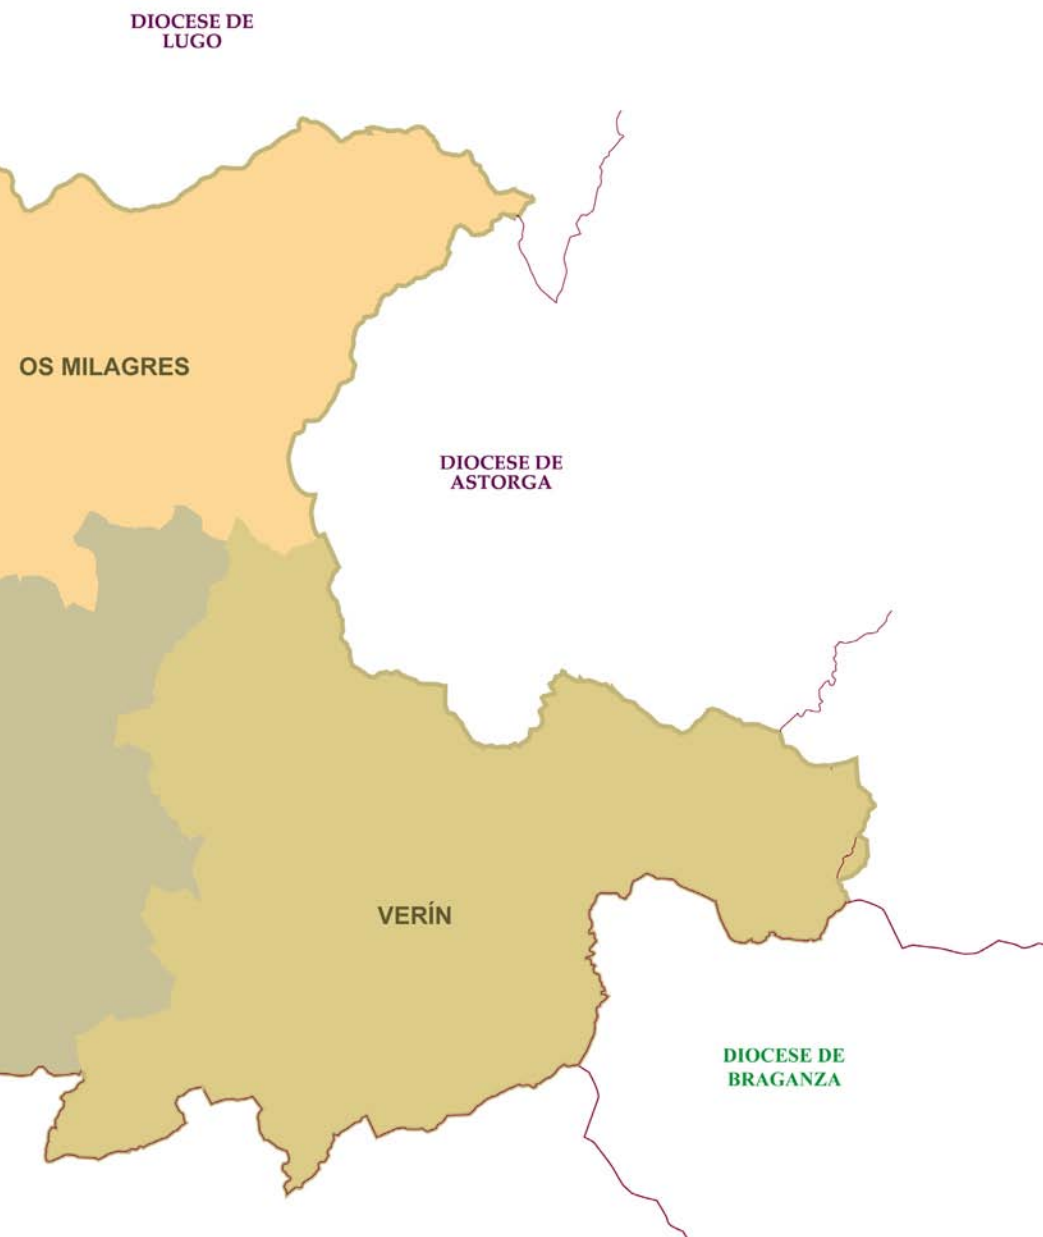 DIOCESE DE
LUGO
OS MILAGRES
DIOCESE DE
ASTORGA
VERÍN
DIOCESE DE
BRAGANZA